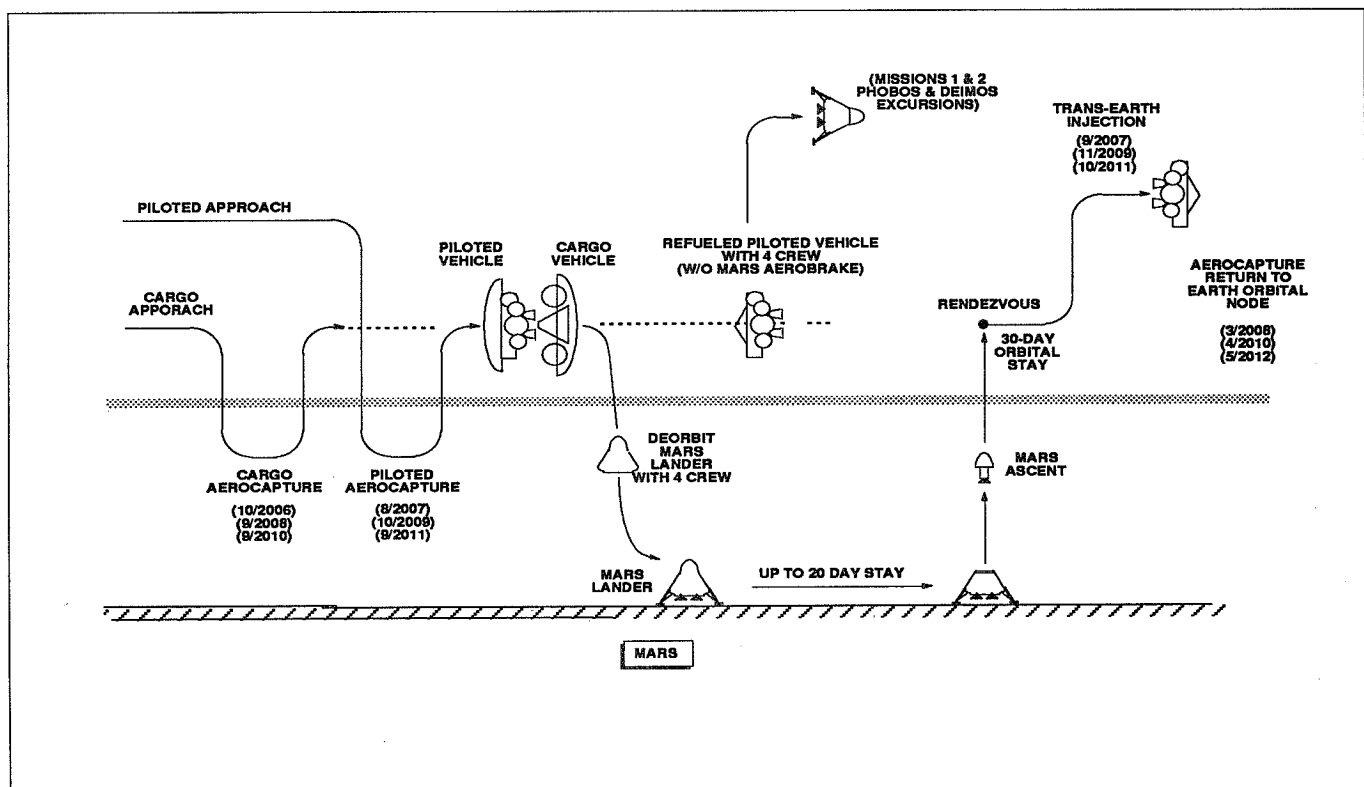 (MISSIONS 1 & 2
PHOBOS & DEIMOS
EXCURSIONS)
TRANS-EARTH
INJECTION
(9/2007)
(11/2009)
(10/2011)
PILOTED APPROACH
PILOTED
VEHICLE
CARGO
VEHICLE
REFUELED PILOTED VEHICLE
WITH 4 CREW
(W/O MARS AEROBRAKE)
CARGO
APPORACH
RENDEZVOUS
30-DAY
ORBITAL
STAY
AEROCAPTURE
RETURN TO
EARTH ORBITAL
NODE
(3/2008)
(4/2010)
(5/2012)
CARGO
AEROCAPTURE
(10/2006)
(9/2008)
(9/2010)
PILOTED
AEROCAPTURE
(8/2007)
(10/2009)
(9/2011)
DEORBIT
MARS
LANDER
WITH 4 CREW
MARS
ASCENT
MARS
LANDER
UP TO 20 DAY STAY
MARS